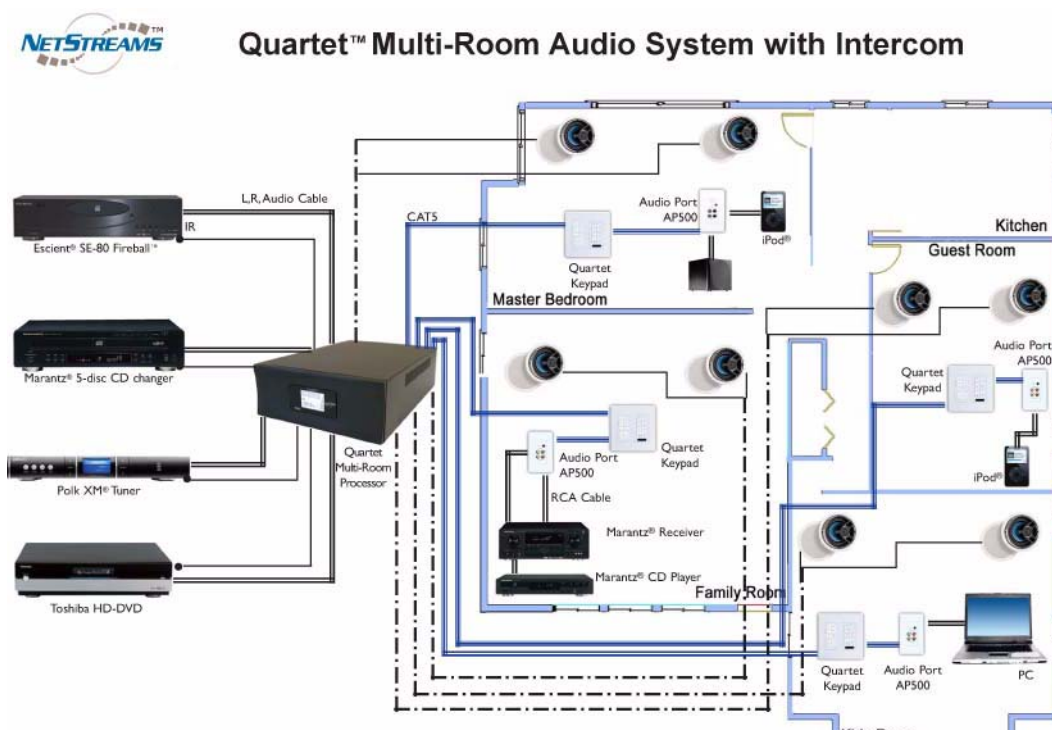 NETSTREAMS™
Quartet™ Multi-Room Audio System with Intercom
L,R, Audio Cable
IR
Escient® SE-80 Fireball™
Marantz® 5-disc CD changer
Polk XM® Tuner
Toshiba HD-DVD
Quartet
Multi-Room
Processor
CAT5
Quartet
Keypad
Audio Port
AP500
iPod®
Master Bedroom
Kitchen
Guest Room
Quartet
Keypad
Audio Port
AP500
iPod®
Audio Port
AP500
Quartet
Keypad
RCA Cable
Marantz® Receiver
Marantz® CD Player
Family Room
Quartet
Keypad
Audio Port
AP500
PC